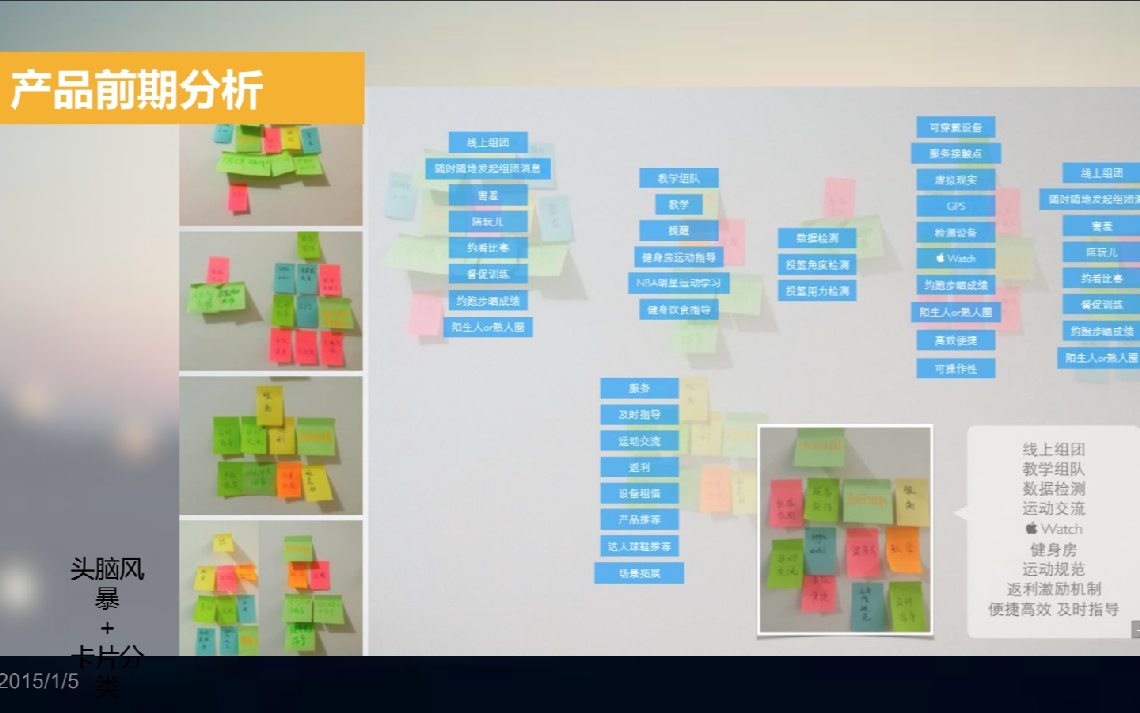 产品前期分析
线上组团
随时随地发起组团消息
害羞
陪玩儿
约看比赛
督促训练
约跑步晒成绩
陌生人or熟人圈
教学组队
教学
提醒
健身房运动指导
NBA明星运动学习
健身饮食指导
数据检测
投篮角度检测
投篮用力检测
可穿戴设备
服务接触点
虚拟现实
GPS
检测设备
Watch
约跑步晒成绩
陌生人or熟人圈
高效便捷
可操作性
线上组团
随时随地发起组团消
害羞
陪玩儿
约看比赛
督促训练
约跑步晒成绩
陌生人or熟人圈
服务
及时指导
运动交流
返利
设备租借
产品推荐
达人球鞋推荐
场景拓展
线上组团
教学组队
数据检测
运动交流
Watch
健身房
运动规范
返利激励机制
便捷高效 及时指导
头脑风
暴
+
卡片分
类
2015/1/5